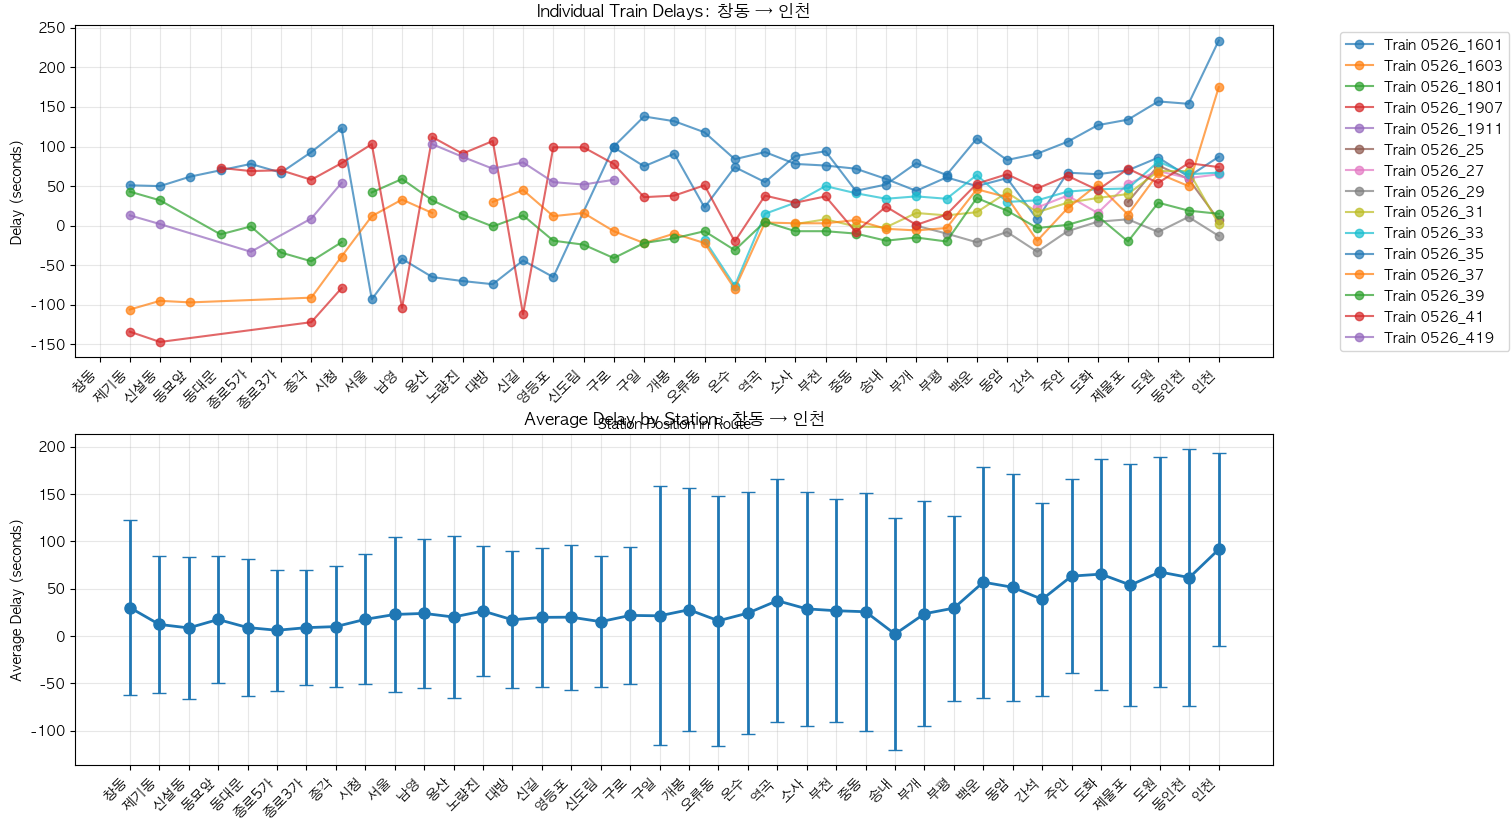 Individual Train Delays: 창동 → 인천
Delay (seconds)
250
200
150
100
50
0
-50
-100
-150
창동
제기동
신설동
동묘앞
동대문
종로5가
종로3가
종각
시청
서울
남영
용산
노량진
대방
신길
영등포
신도림
구로
구일
개봉
오류동
온수
역곡
소사
부천
중동
송내
부개
부평
백운
동암
간석
주안
도화
제물포
도원
동인천
인천
Train 0526_1601
Train 0526_1603
Train 0526_1801
Train 0526_1907
Train 0526_1911
Train 0526_25
Train 0526_27
Train 0526_29
Train 0526_31
Train 0526_33
Train 0526_35
Train 0526_37
Train 0526_39
Train 0526_41
Train 0526_419
Station Position in Route
Average Delay by Station: 창동 → 인천
Average Delay (seconds)
200
150
100
50
0
-50
-100
창동
제기동
신설동
동묘앞
동대문
종로5가
종로3가
종각
시청
서울
남영
용산
노량진
대방
신길
영등포
신도림
구로
구일
개봉
오류동
온수
역곡
소사
부천
중동
송내
부개
부평
백운
동암
간석
주안
도화
제물포
도원
동인천
인천